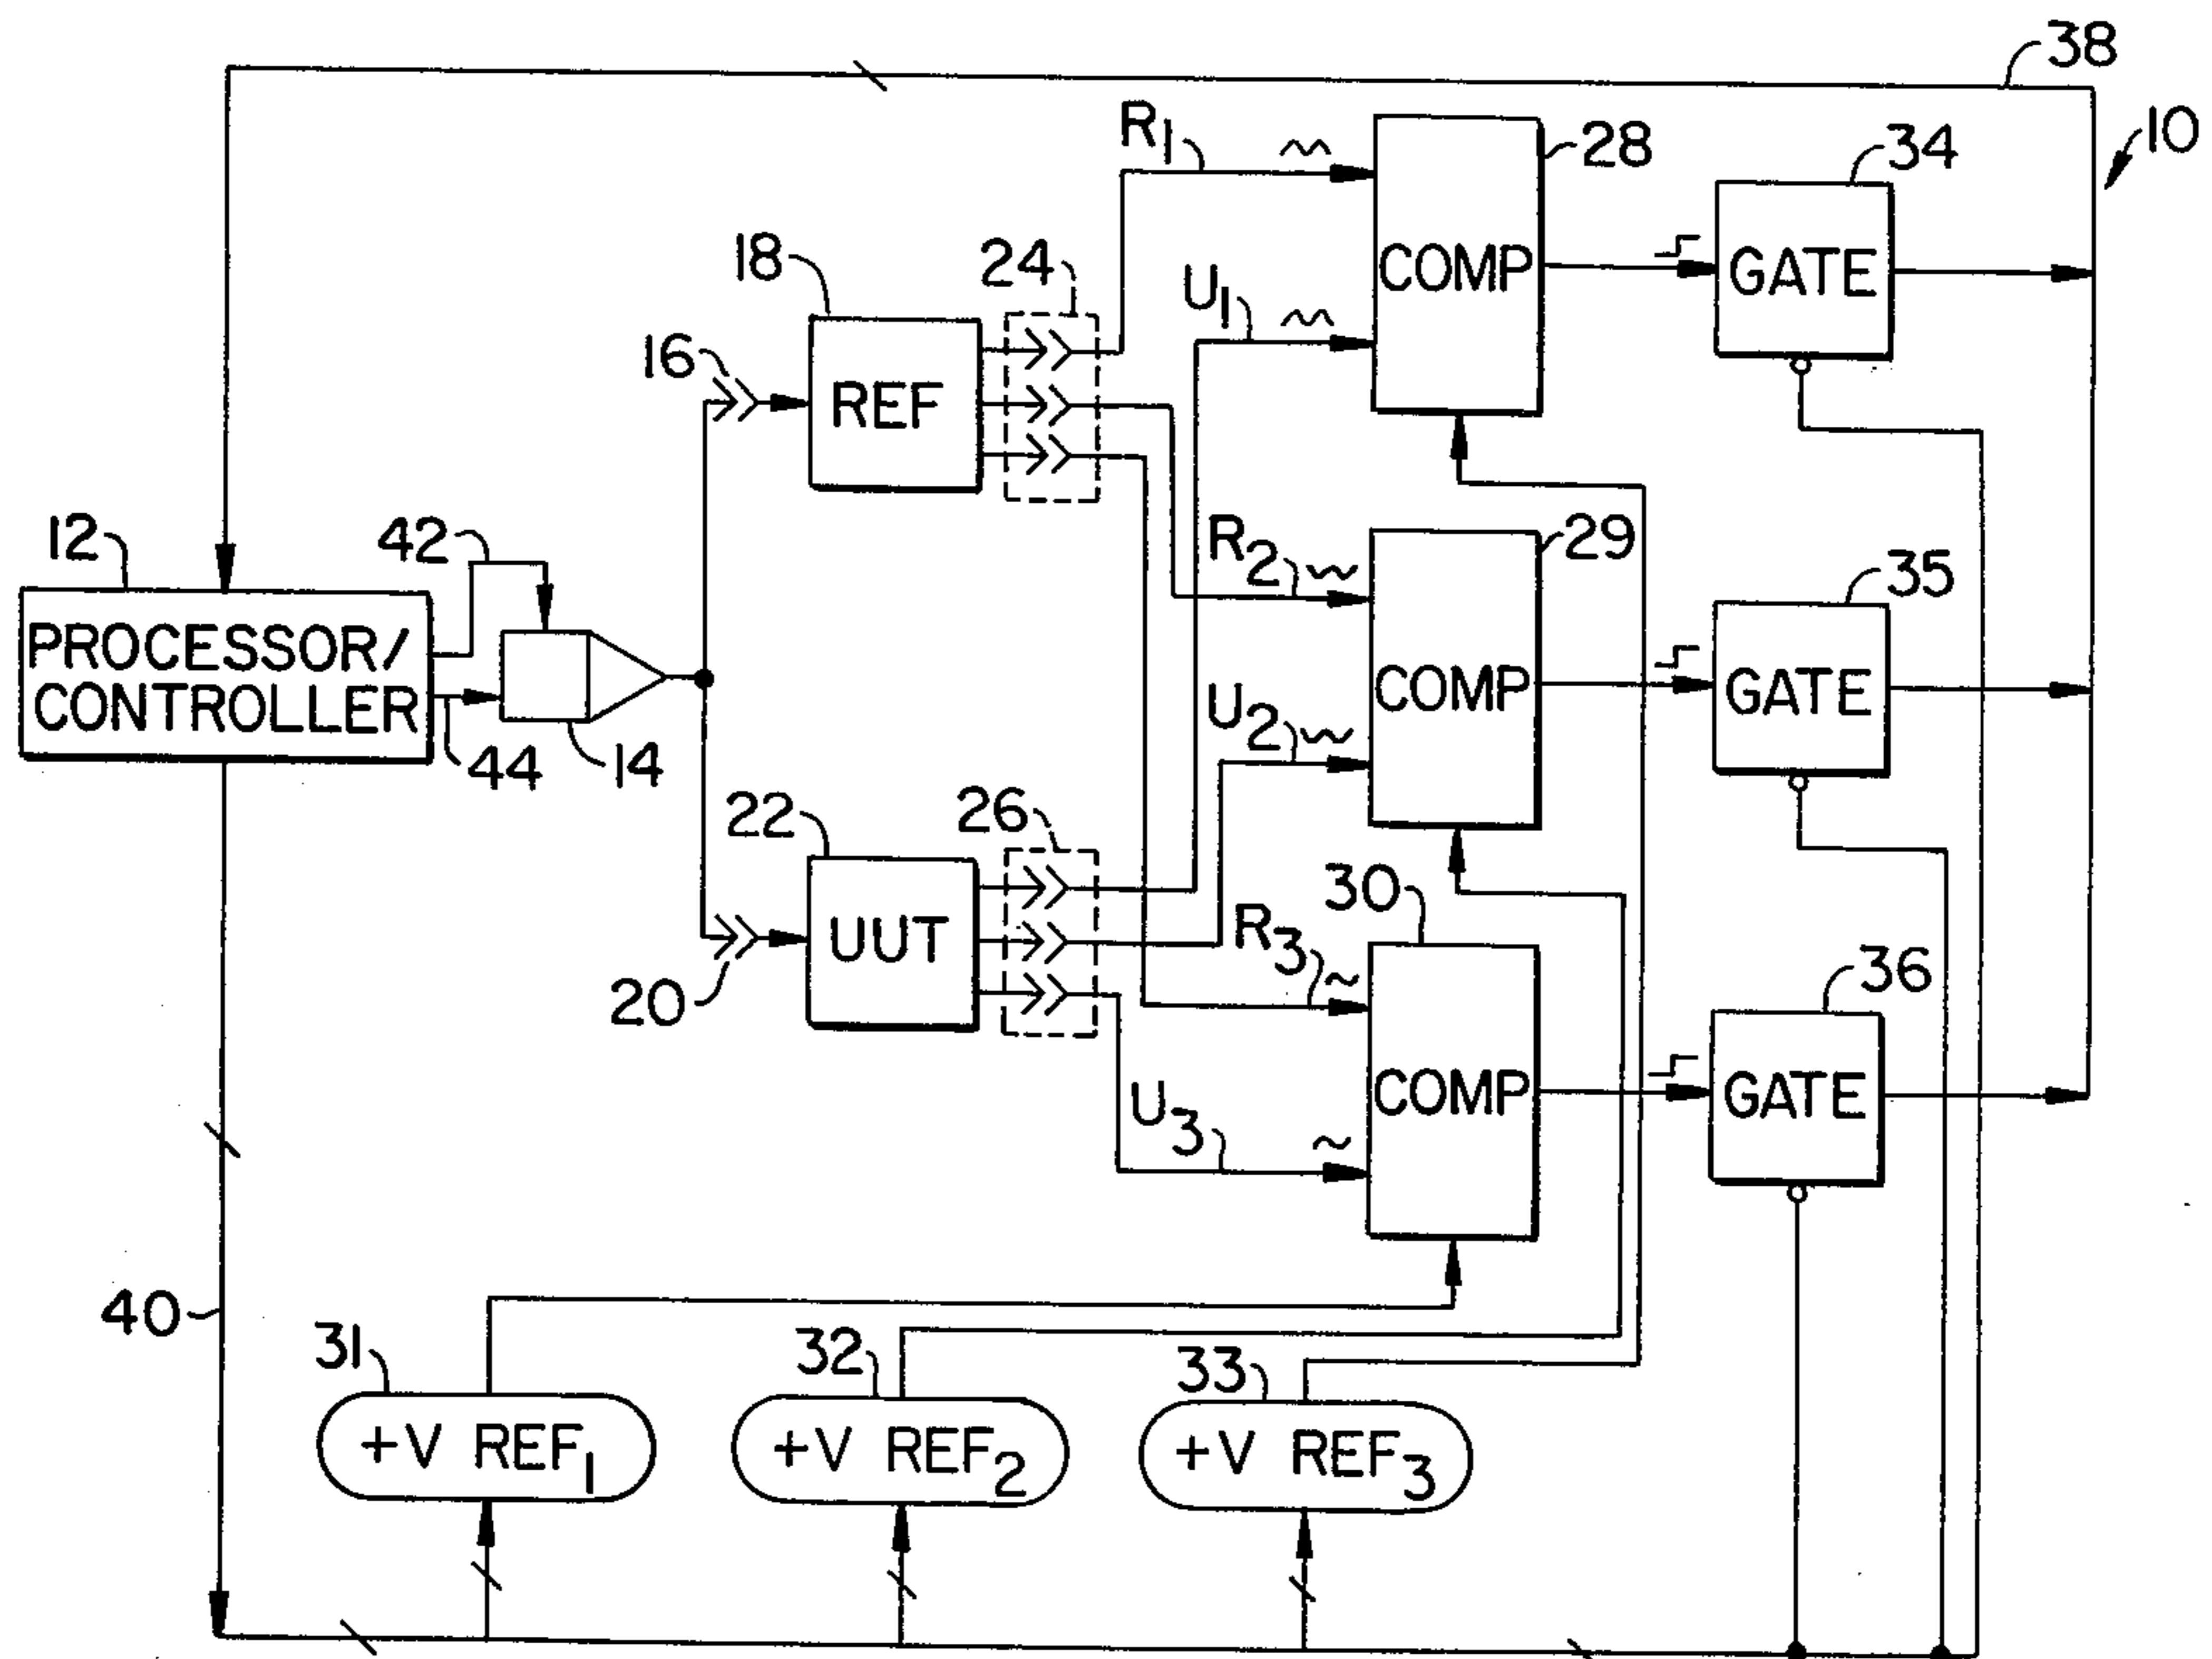 38
10
R1
28
34
COMP
GATE
18
24
U1
16
REF
12
42
PROCESSOR/
CONTROLLER
44
14
R2
29
35
COMP
GATE
U2
22
26
UUT
20
30
R3
36
COMP
GATE
U3
40
31
+V REF1
32
+V REF2
33
+V REF3